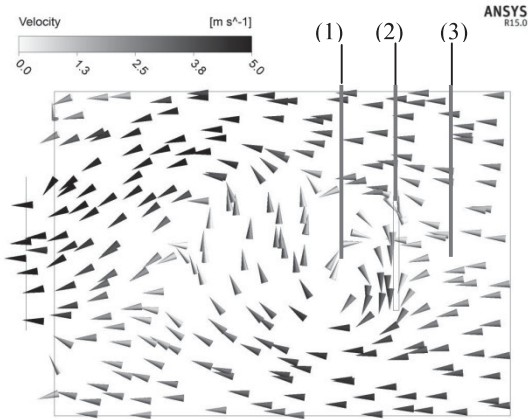 Velocity [m s^-1]
0.0 1.3 2.5 3.8 5.0
(1) (2) (3)
ANSYS
R15.0